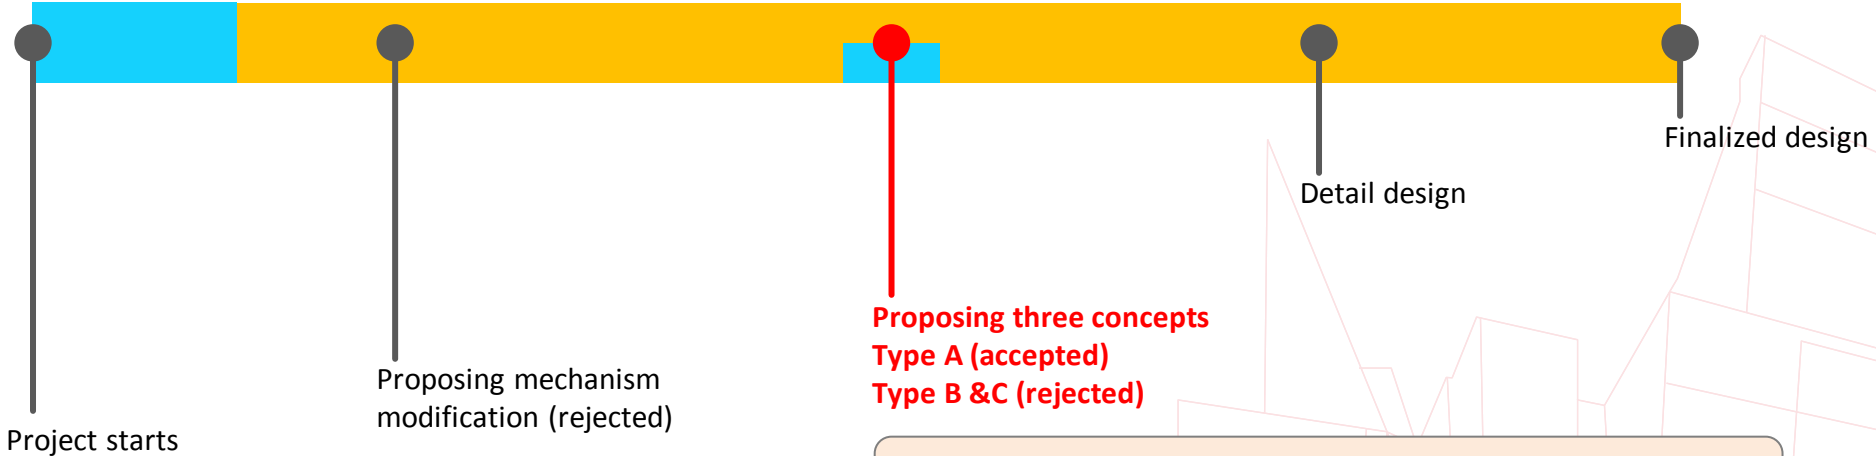 Project starts
Proposing mechanism
modification (rejected)
Proposing three concepts
Type A (accepted)
Type B &C (rejected)
Detail design
Finalized design